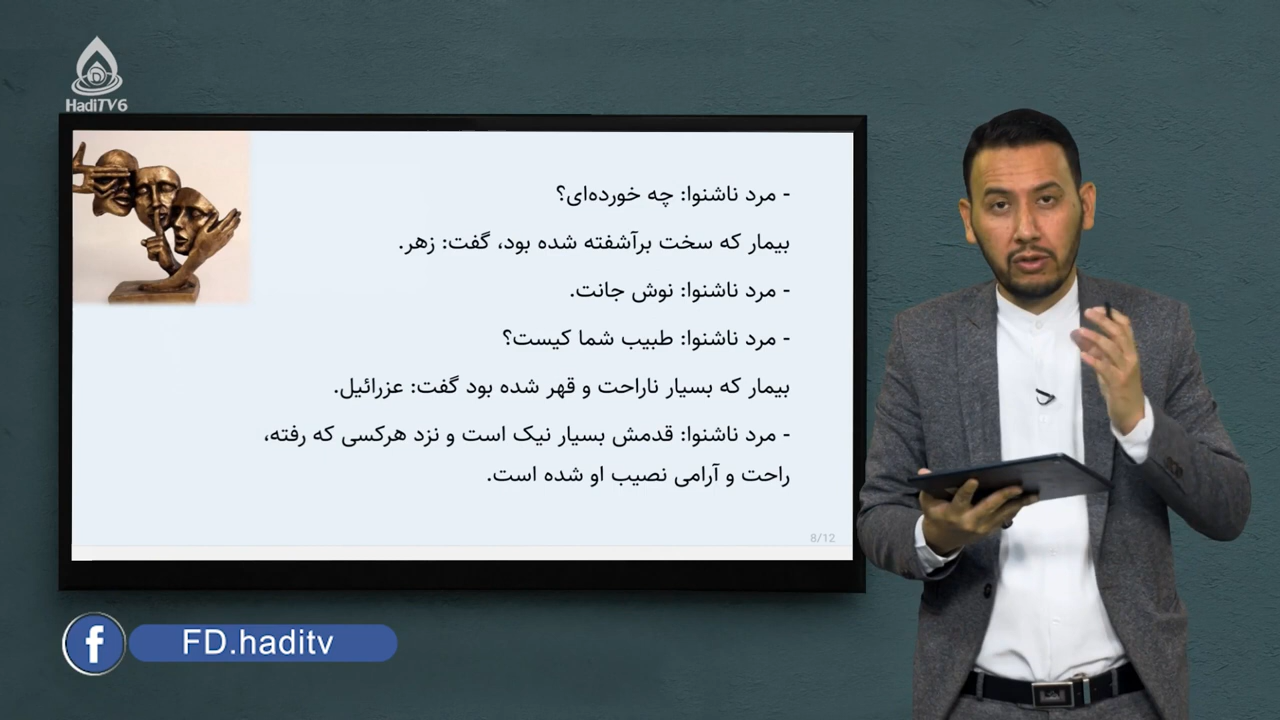 HadiTV6
- مرد ناشنوا: چه خورده‌ای؟
بیمار که سخت برآشفته شده بود، گفت: زهر.
- مرد ناشنوا: نوش جانت.
- مرد ناشنوا: طبیب شما کیست؟
بیمار که بسیار ناراحت و قهر شده بود گفت: عزرائیل.
- مرد ناشنوا: قدمش بسیار نیک است و نزد هرکسی که رفته،
راحت و آرامی نصیب او شده است.
8/12
f FD.haditv